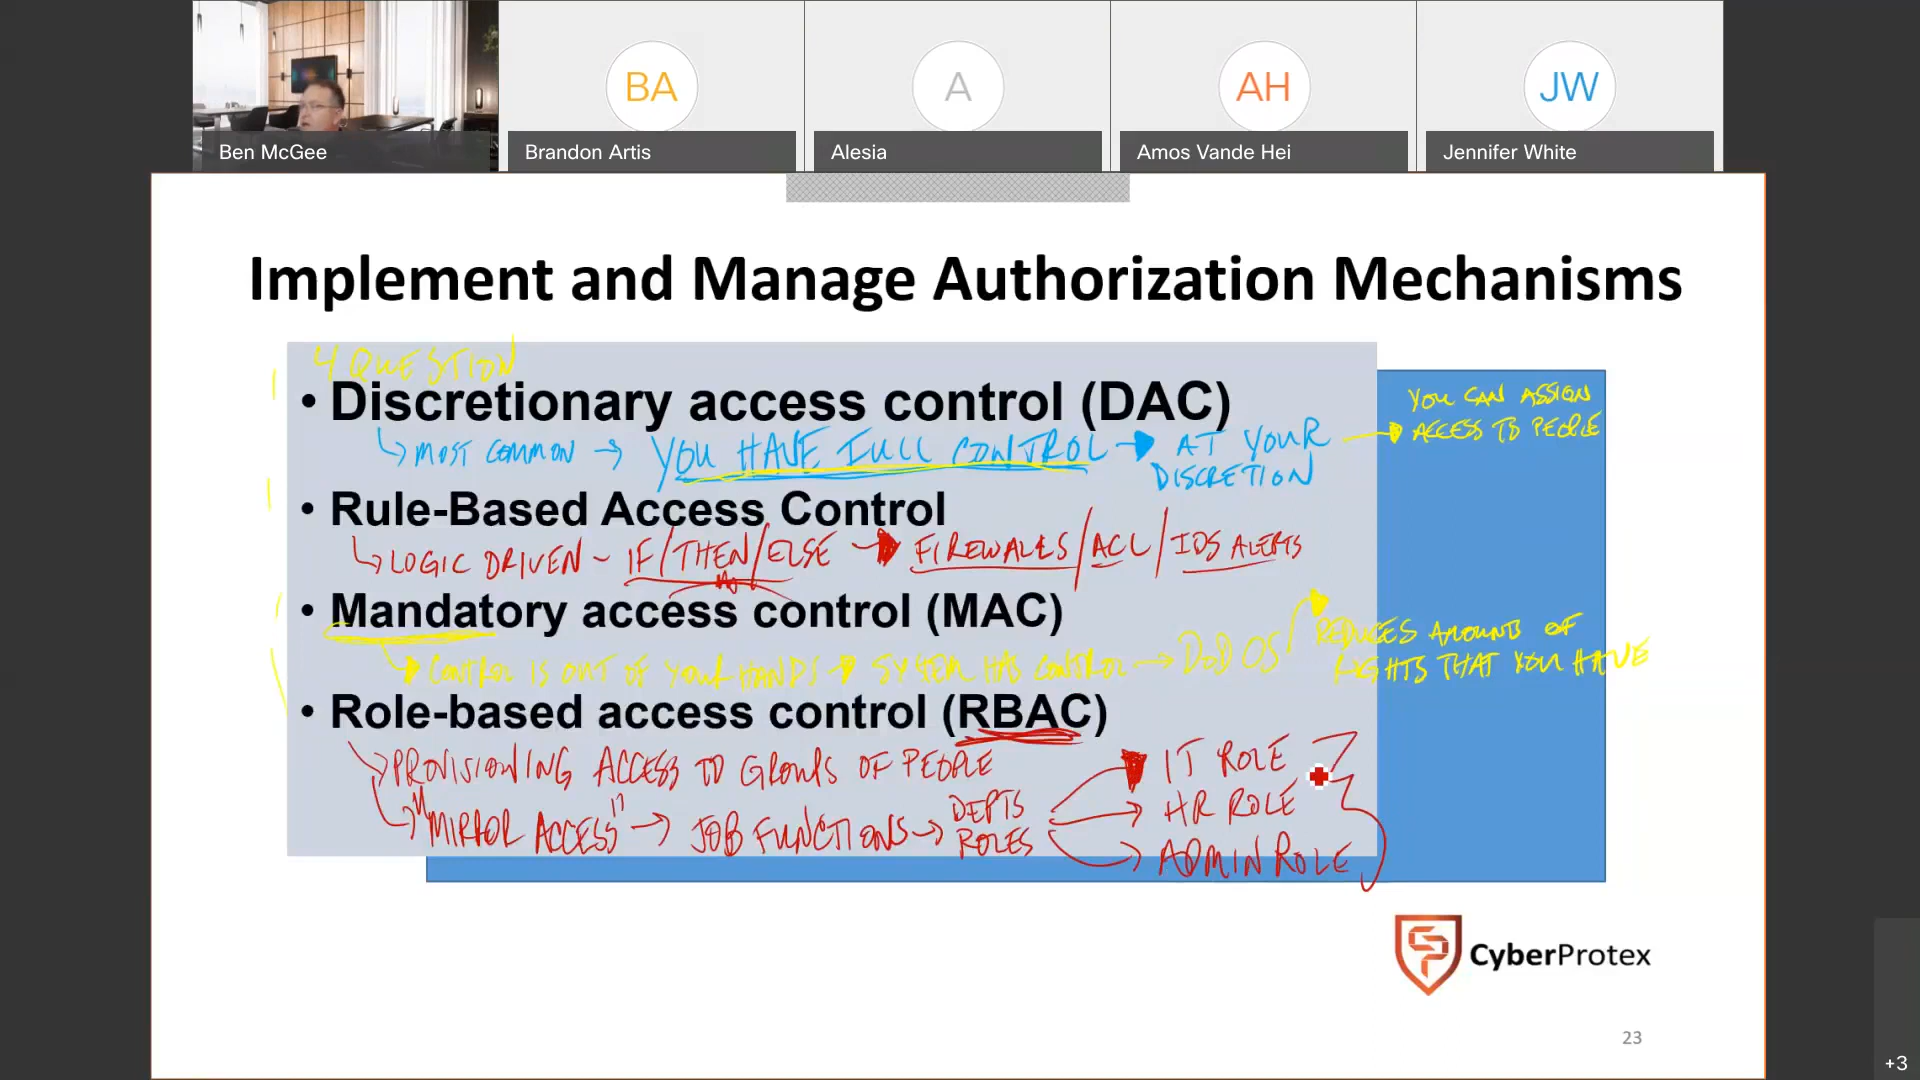 BA
A
AH
JW
Ben McGee
Brandon Artis
Alesia
Amos Vande Hei
Jennifer White
Implement and Manage Authorization Mechanisms
4 QUESTION
• Discretionary access control (DAC)
YOU CAN ASSIGN
ACCESS TO PEOPLE
MOST COMMON → YOU HAVE FULL CONTROL → AT YOUR
DISCRETION
• Rule-Based Access Control
LOGIC DRIVEN - IF/THEN/ELSE → FIREWALLS/ACL/IDS ALERTS
• Mandatory access control (MAC)
CONTROL IS OUT OF YOUR HANDS → SYSTEM HAS CONTROL → DoD OS
REDUCES AMOUNT OF
RIGHTS THAT YOU HAVE
• Role-based access control (RBAC)
PROVISIONING ACCESS TO GROUPS OF PEOPLE
"MIRROR ACCESS" → JOB FUNCTIONS → DEPTS
ROLES
IT ROLE
HR ROLE
ADMIN ROLE
CyberProtex
23
+3